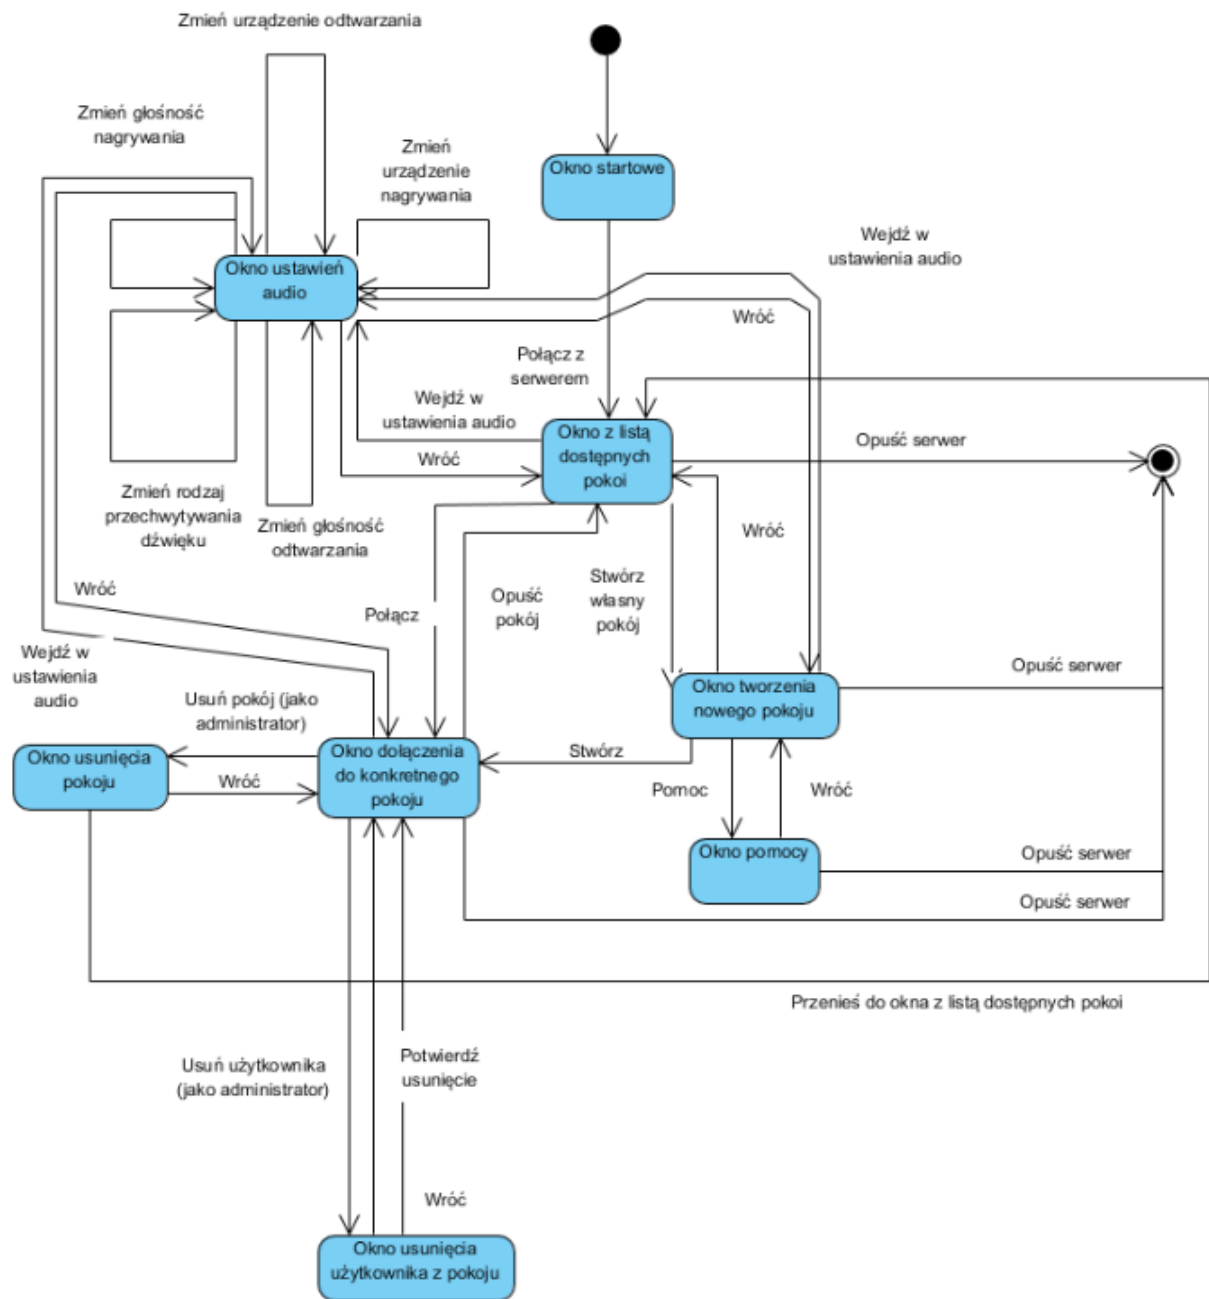 Zmień urządzenie odtwarzania
Zmień głośność
nagrywania
Zmień
urządzenie
nagrywania
Okno startowe
Wejdź w
ustawienia audio
Okno ustawień
audio
Wróć
Połącz z
serwerem
Wejdź w
ustawienia audio
Okno z listą
dostępnych
pokoi
Opuść serwer
Wróć
Zmień rodzaj
przechwytywania
dźwięku
Zmień głośność
odtwarzania
Wróć
Wróć
Połącz
Opuść
pokój
Stwórz
własny
pokój
Wejdź w
ustawienia
audio
Opuść serwer
Okno tworzenia
nowego pokoju
Usuń pokój (jako
administrator)
Okno usunięcia
pokoju
Okno dołączenia
do konkretnego
pokoju
Stwórz
Wróć
Pomoc
Wróć
Okno pomocy
Opuść serwer
Opuść serwer
Przenieś do okna z listą dostępnych pokoi
Usuń użytkownika
(jako administrator)
Potwierdź
usunięcie
Wróć
Okno usunięcia
użytkownika z pokoju